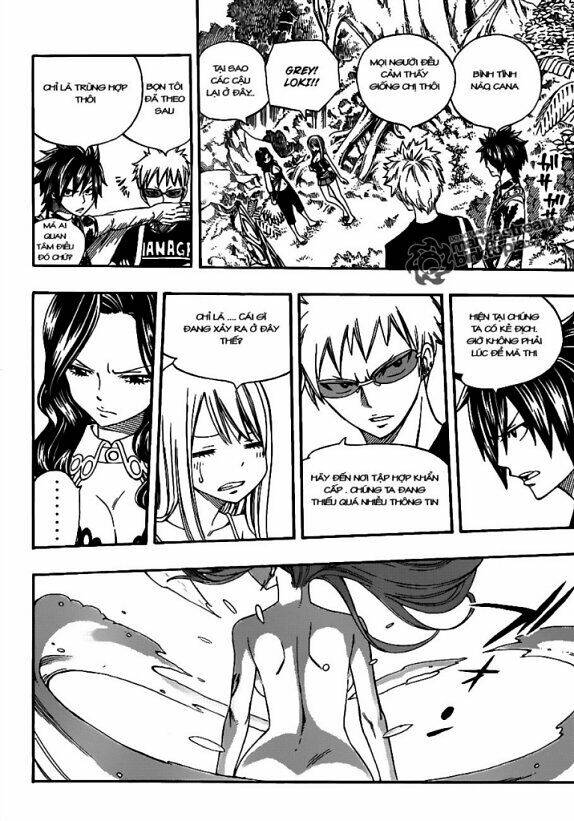 BÌNH TĨNH
NÁO CANA
MỌI NGƯỜI ĐỀU
CẢM THẤY
GIỐNG CHỊ THÔI
GREY!
LOKI!!
TẠI SAO
CÁC CẬU
LẠI Ở ĐÂY..
BỌN TÔI
ĐÃ THEO
SAU
CHỈ LÀ TRÙNG HỢP
THÔI
MÀ AI
QUAN
TÂM ĐIỀU
ĐÓ CHỨ?
MANAGE
HIỆN TẠI CHÚNG
TA CÓ KẺ ĐỊCH.
GIỜ KHÔNG PHẢI
LÚC ĐỂ MÀ THI
HÃY ĐẾN NƠI TẬP HỢP KHẨN
CẤP . CHÚNG TA ĐANG
THIẾU QUÁ NHIỀU THÔNG TIN
CHỈ LÀ .... CÁI GÌ
ĐANG XẢY RA Ở ĐÂY
THẾ?
........